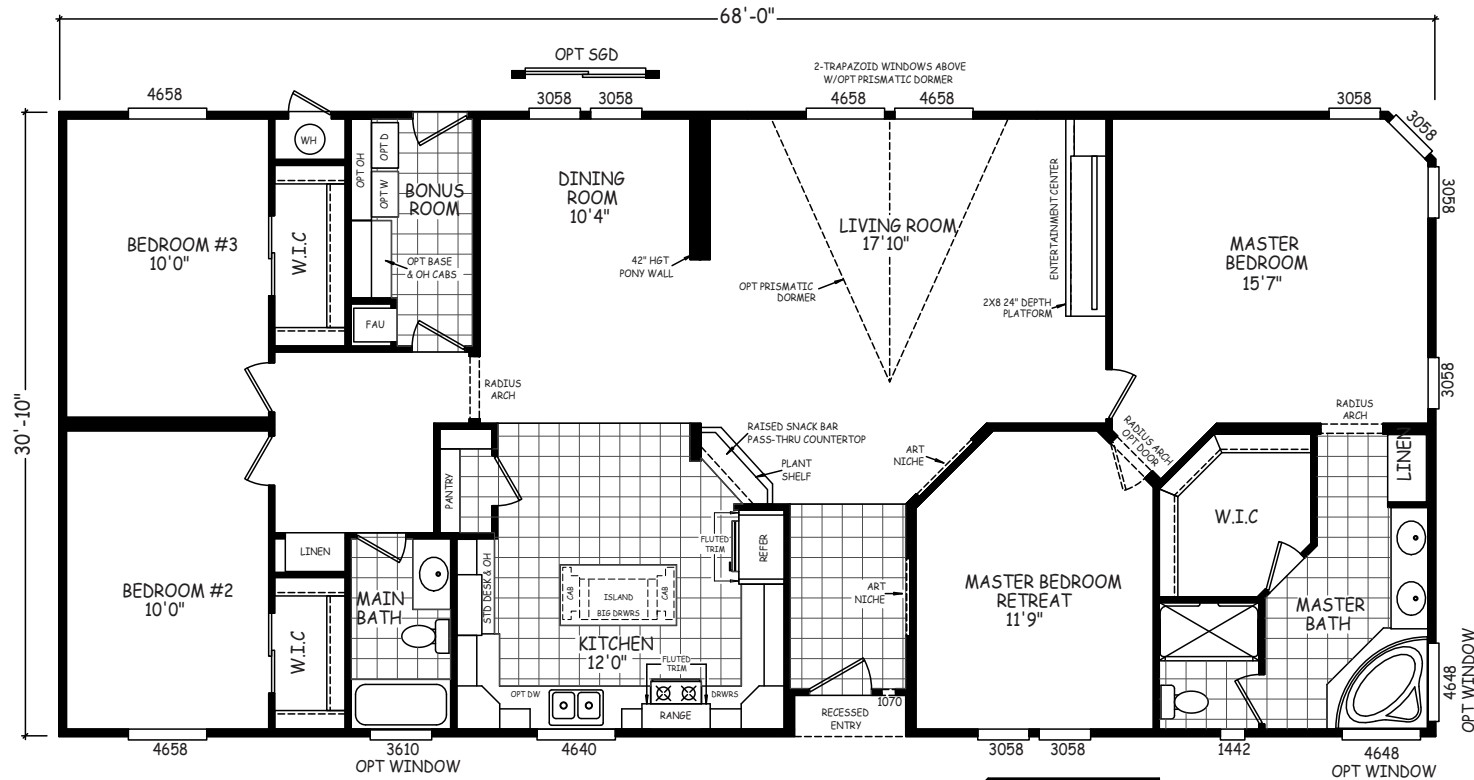 68'-0"
OPT SGD
2-TRAPAZOID WINDOWS ABOVE
W/OPT PRISMATIC DORMER
4658
3058
3058
4658
4658
3058
3058
WH
OPT OH
OPT D
OPT W
BONUS
ROOM
DINING
ROOM
10'4"
LIVING ROOM
17'10"
ENTERTAINMENT CENTER
3058
BEDROOM #3
10'0"
W.I.C
OPT BASE
& OH CABS
42" HGT
PONY WALL
OPT PRISMATIC
DORMER
2X8 24" DEPTH
PLATFORM
MASTER
BEDROOM
15'7"
FAU
3058
RADIUS
ARCH
RADIUS
ARCH
30'-10"
RAISED SNACK BAR
PASS-THRU COUNTERTOP
PLANT
SHELF
ART
NICHE
RADIUS ARCH
OPT DOOR
LINEN
PANTRY
W.I.C
FLUTED
TRIM
REFER
LINEN
STD DESK & OH
BEDROOM #2
10'0"
MAIN
BATH
CAB
ISLAND
BIG DRWRS
CAB
ART
NICHE
MASTER BEDROOM
RETREAT
11'9"
MASTER
BATH
W.I.C
KITCHEN
12'0"
FLUTED
TRIM
OPT DW
DRWRS
RANGE
1070
RECESSED
ENTRY
4648
OPT WINDOW
4658
3610
OPT WINDOW
4640
3058
3058
1442
4648
OPT WINDOW